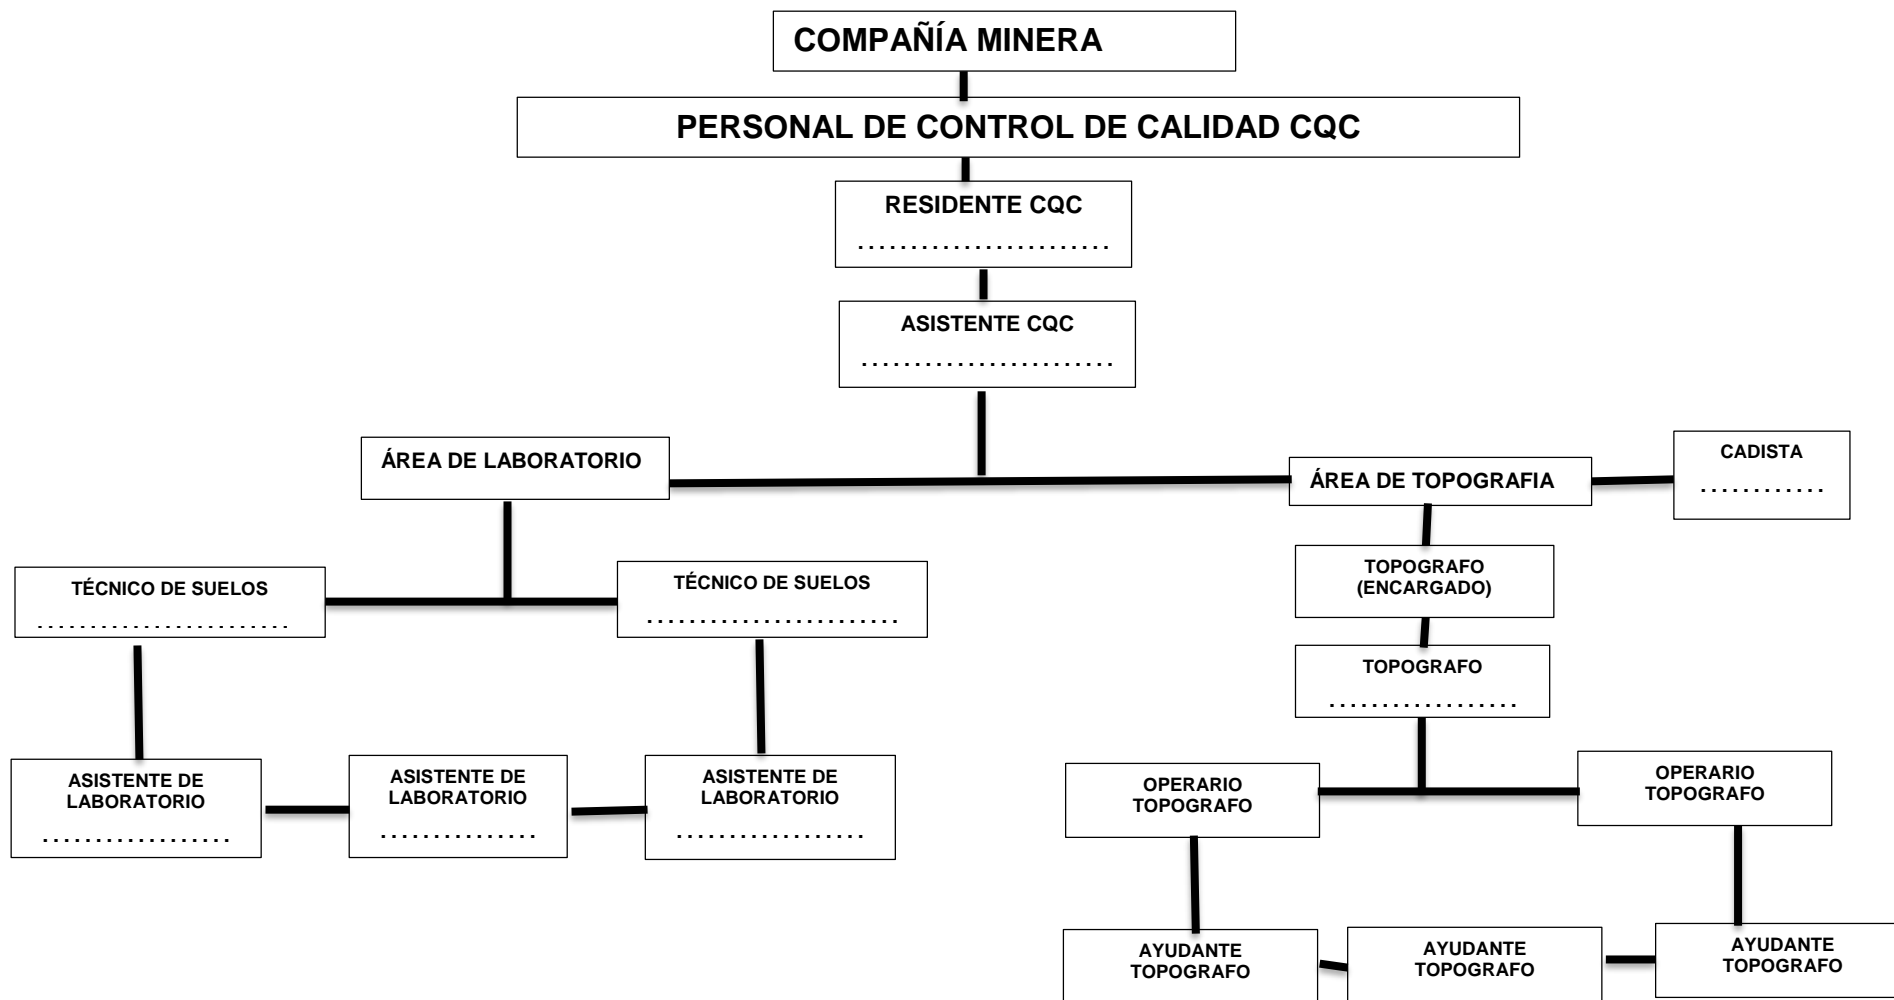 COMPAÑÍA MINERA
PERSONAL DE CONTROL DE CALIDAD CQC
RESIDENTE CQC
........................
ASISTENTE CQC
........................
ÁREA DE LABORATORIO
ÁREA DE TOPOGRAFIA
CADISTA
............
TÉCNICO DE SUELOS
........................
TÉCNICO DE SUELOS
........................
TOPOGRAFO
(ENCARGADO)
TOPOGRAFO
..................
ASISTENTE DE
LABORATORIO
..................
ASISTENTE DE
LABORATORIO
...............
ASISTENTE DE
LABORATORIO
..................
OPERARIO
TOPOGRAFO
OPERARIO
TOPOGRAFO
AYUDANTE
TOPOGRAFO
AYUDANTE
TOPOGRAFO
AYUDANTE
TOPOGRAFO